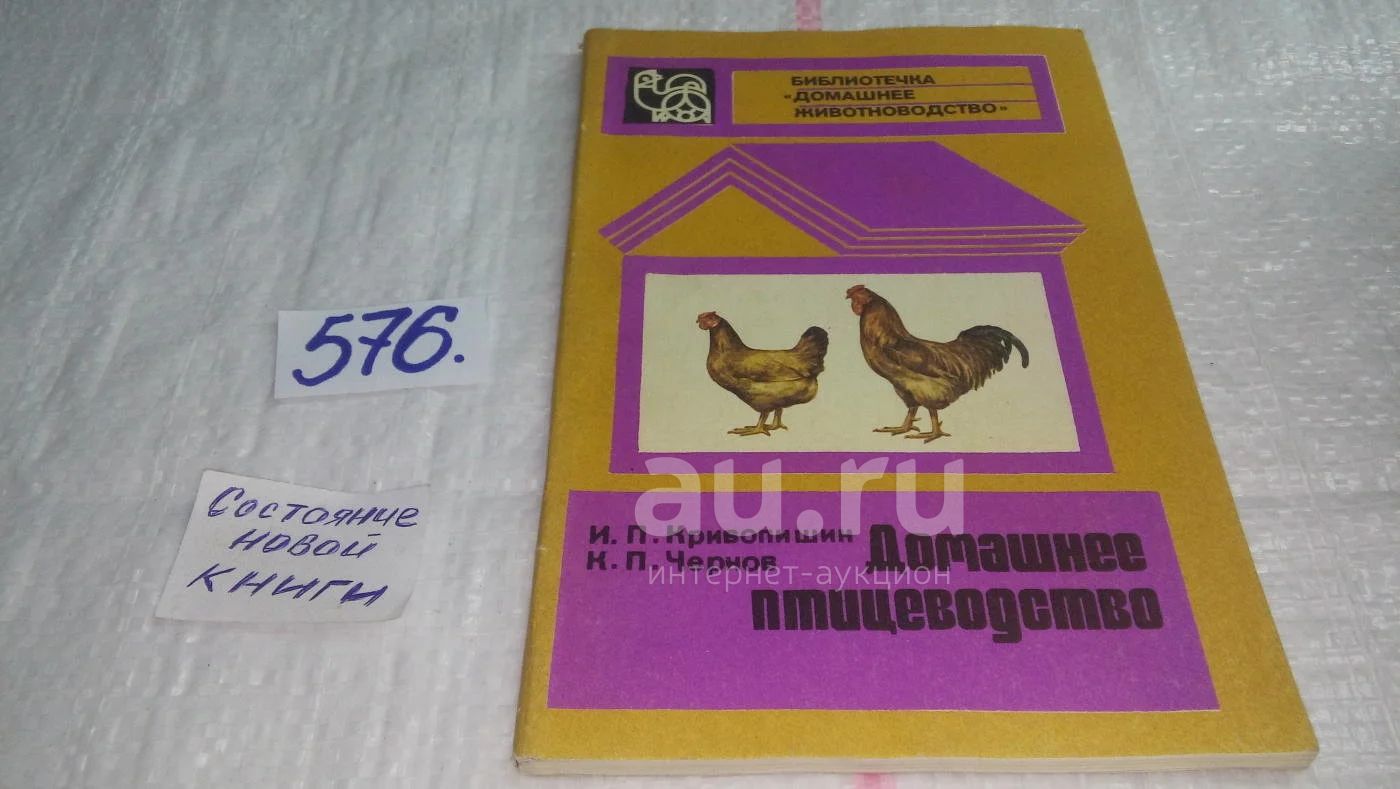 БИБЛИОТЕЧКА
«ДОМАШНЕЕ
ЖИВОТНОВОДСТВО»
576.
Состояние
новой
книги
au.ru
интернет-аукцион
И. П. Кривопишин
К. П. Чернов
Домашнее
птицеводство